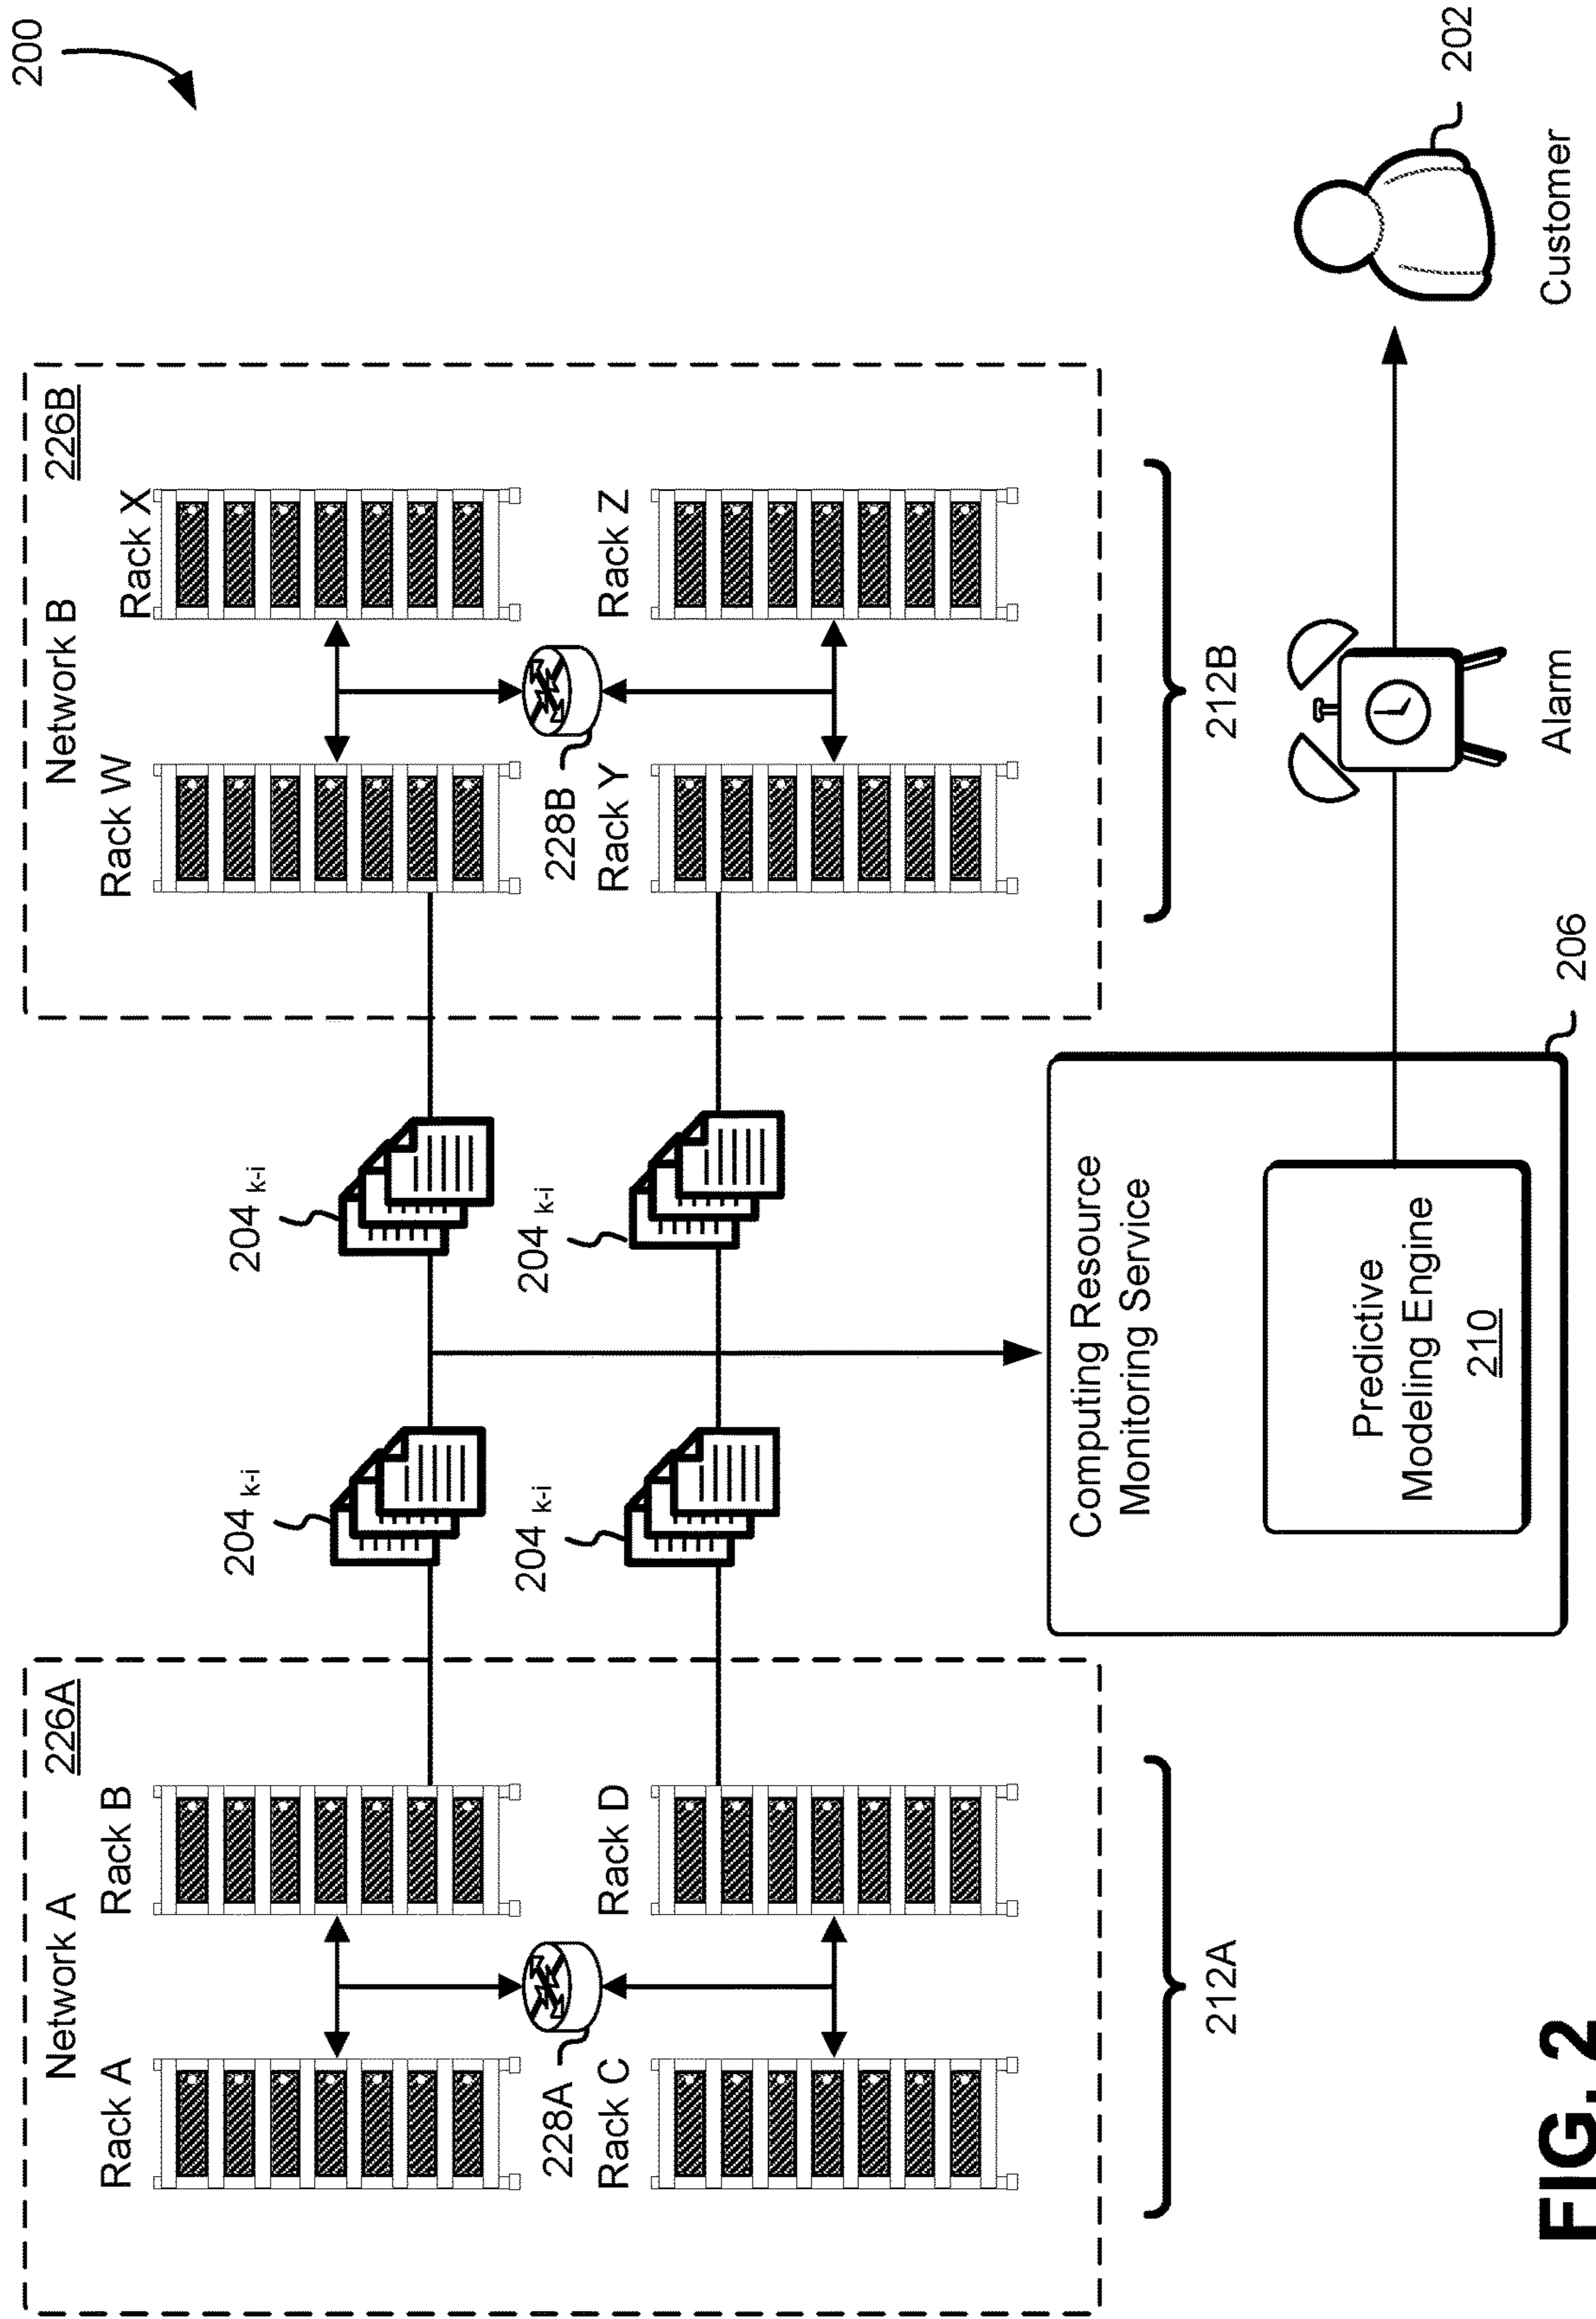 200
Network A
226A
Rack A
Rack B
228A
Rack C
Rack D
212A
204 k-i
204 k-i
204 k-i
204 k-i
Network B
226B
Rack W
Rack X
228B
Rack Y
Rack Z
212B
Computing Resource
Monitoring Service
Predictive
Modeling Engine
210
206
Alarm
Customer
202
FIG. 2